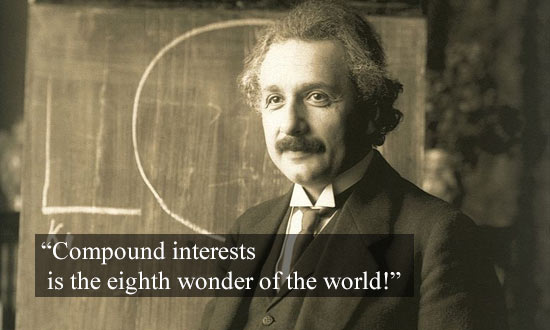 “Compound interests
is the eighth wonder of the world!”